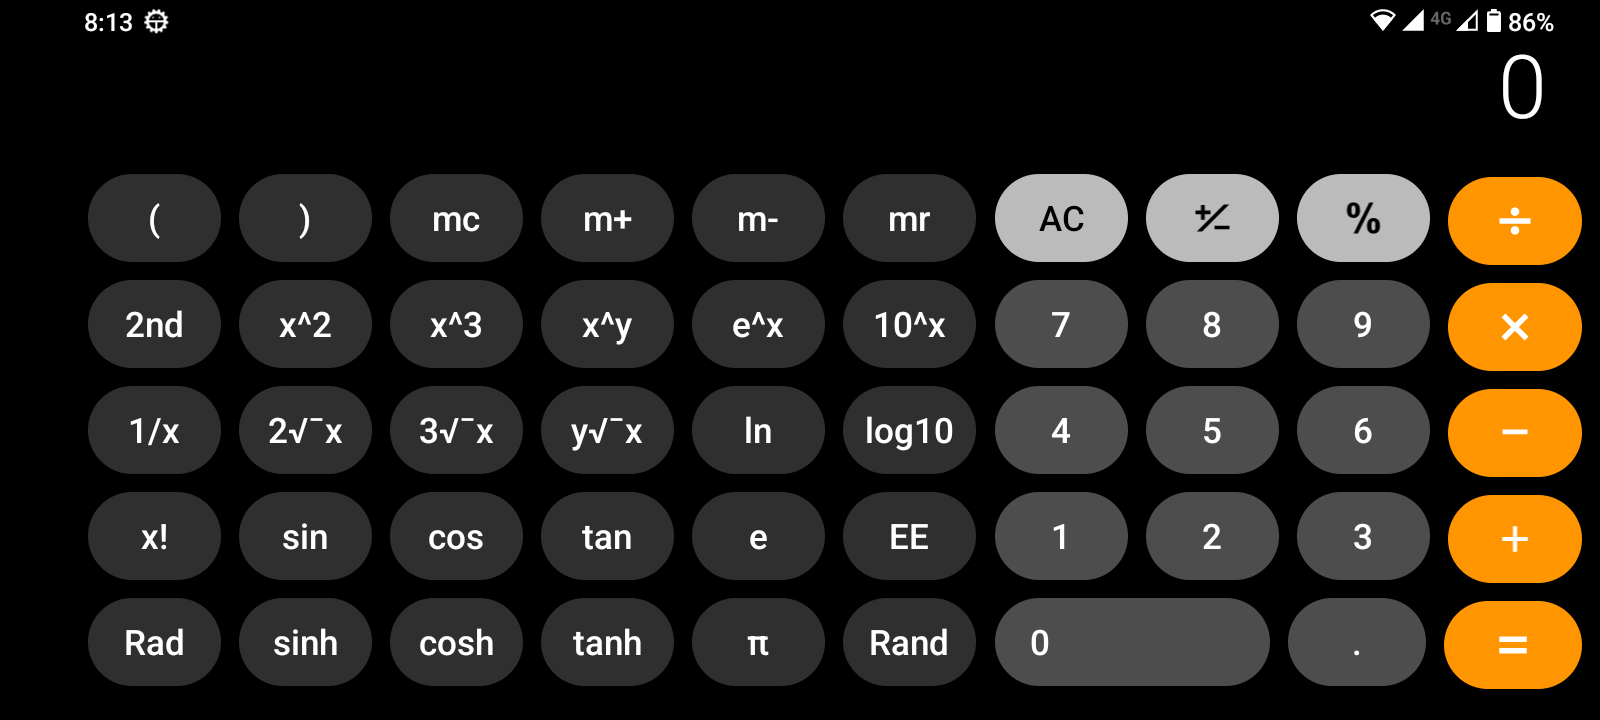 8:13 4G 86%
0
( ) mc m+ m- mr AC +/− % ÷
2nd x^2 x^3 x^y e^x 10^x 7 8 9 ×
1/x 2√¯x 3√¯x y√¯x ln log10 4 5 6 −
x! sin cos tan e EE 1 2 3 +
Rad sinh cosh tanh π Rand 0 . =